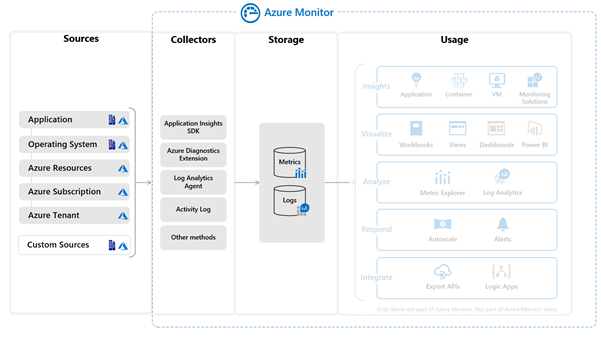 Azure Monitor
Sources
Collectors
Storage
Usage
Application
Operating System
Azure Resources
Azure Subscription
Azure Tenant
Custom Sources
Application Insights
SDK
Azure Diagnostics
Extension
Log Analytics
Agent
Activity Log
Other methods
Metrics
Logs
Insights
Application
Container
VM
Monitoring
Solutions
Visualize
Workbooks
Views
Dashboards
Power BI
Analyze
Metric Explorer
Log Analytics
Respond
Autoscale
Alerts
Integrate
Export APIs
Logic Apps
Grey items not part of Azure Monitor, but part of Azure Monitor story.